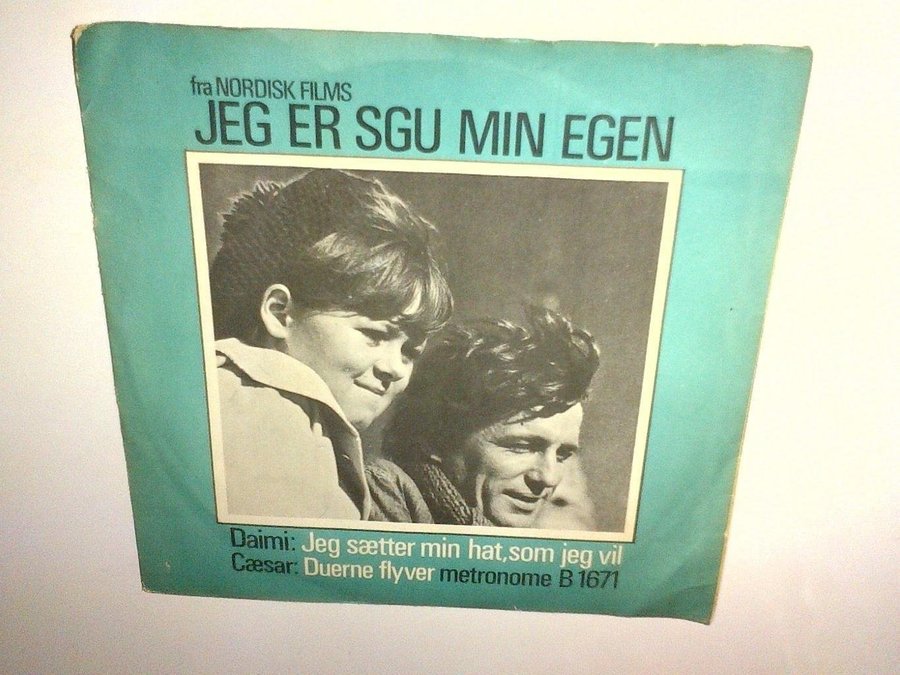 fra NORDISK FILMS
JEG ER SGU MIN EGEN
Daimi: Jeg sætter min hat, som jeg vil
Cæsar: Duerne flyver metronome B 1671